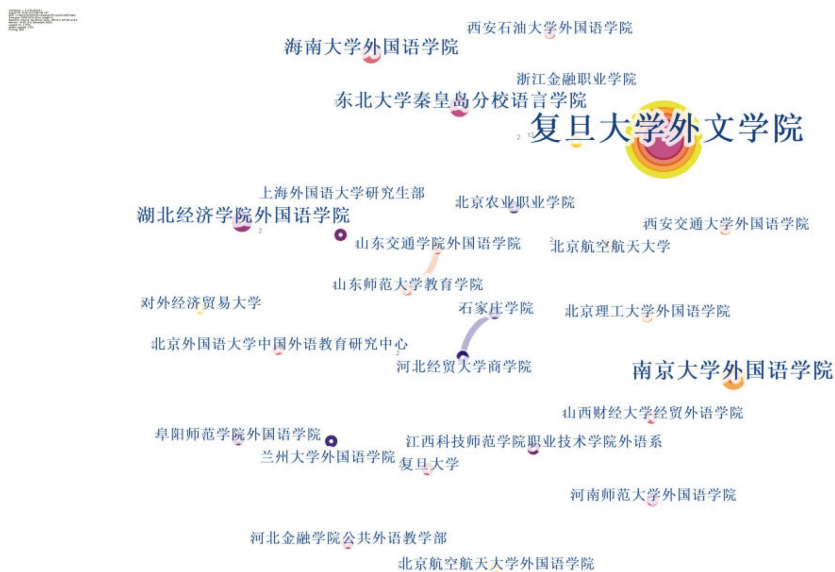 西安石油大学外国语学院
海南大学外国语学院
浙江金融职业学院
东北大学秦皇岛分校语言学院
复旦大学外文学院
上海外国语大学研究生部
北京农业职业学院
湖北经济学院外国语学院
西安交通大学外国语学院
山东交通学院外国语学院
北京航空航天大学
山东师范大学教育学院
对外经济贸易大学
石家庄学院
北京理工大学外国语学院
北京外国语大学中国外语教育研究中心
河北经贸大学商学院
南京大学外国语学院
山西财经大学经贸外语学院
阜阳师范学院外国语学院
江西科技师范学院职业技术学院外语系
兰州大学外国语学院
复旦大学
河南师范大学外国语学院
河北金融学院公共外语教学部
北京航空航天大学外国语学院